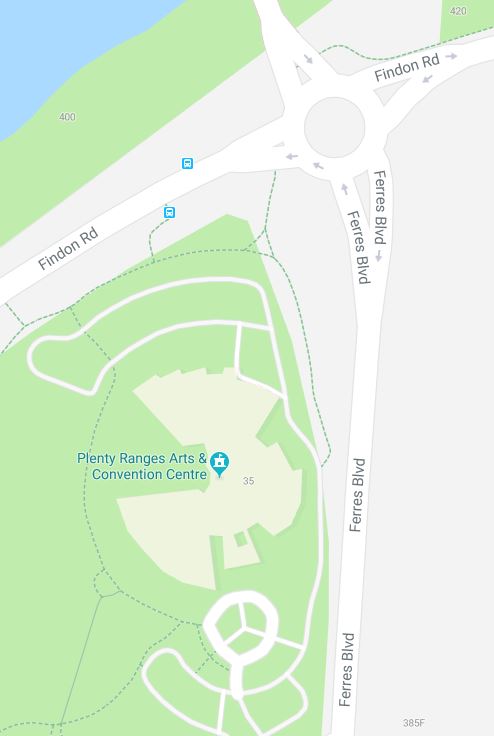 420
Findon Rd
400
Ferres Blvd
Ferres Blvd
Findon Rd
Plenty Ranges Arts &
Convention Centre
35
Ferres Blvd
Ferres Blvd
385F